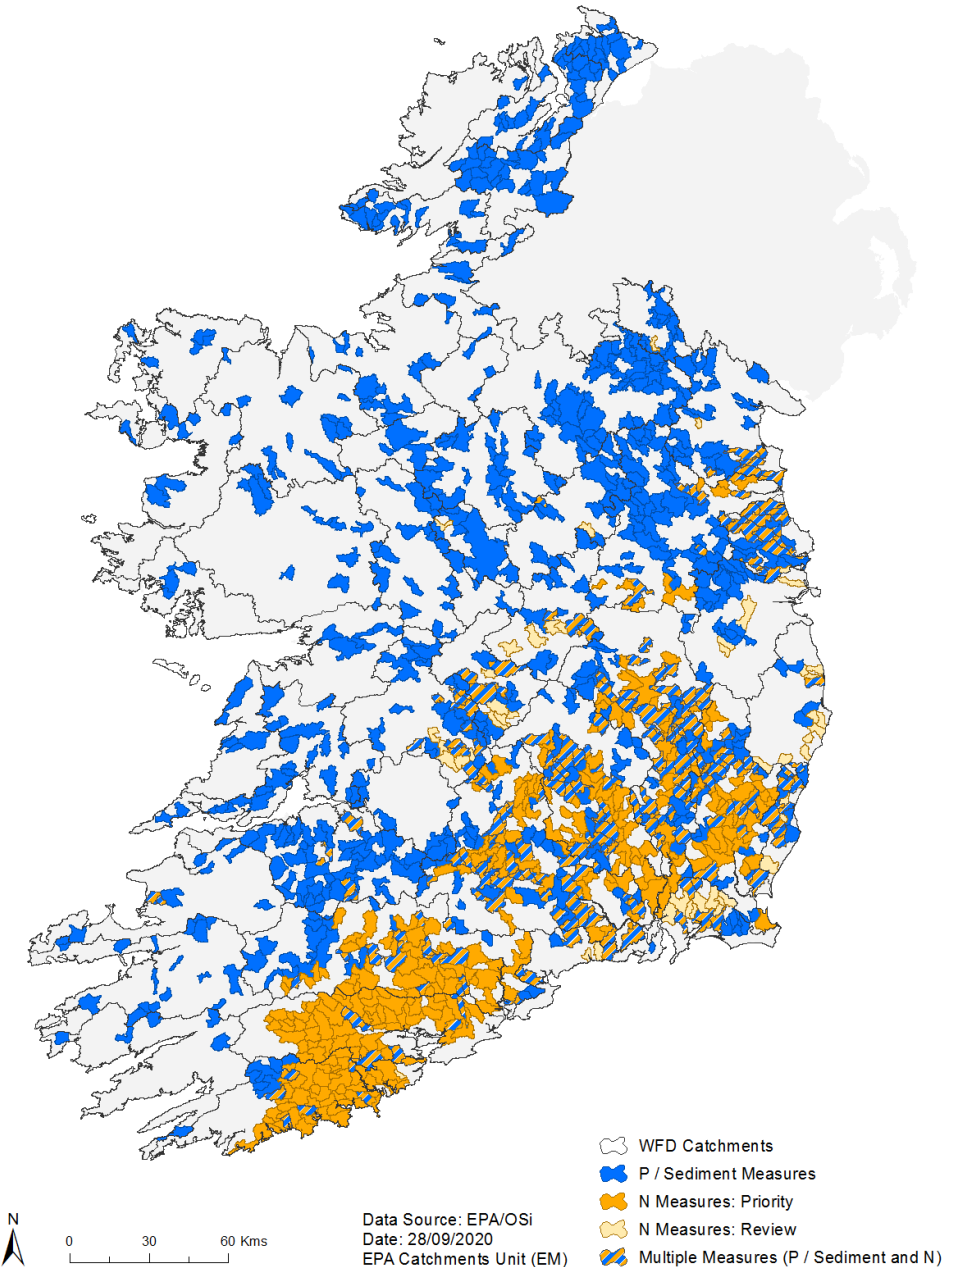 WFD Catchments
P / Sediment Measures
N Measures: Priority
N Measures: Review
Multiple Measures (P / Sediment and N)
N
0 30 60 Kms
Data Source: EPA/OSi
Date: 28/09/2020
EPA Catchments Unit (EM)